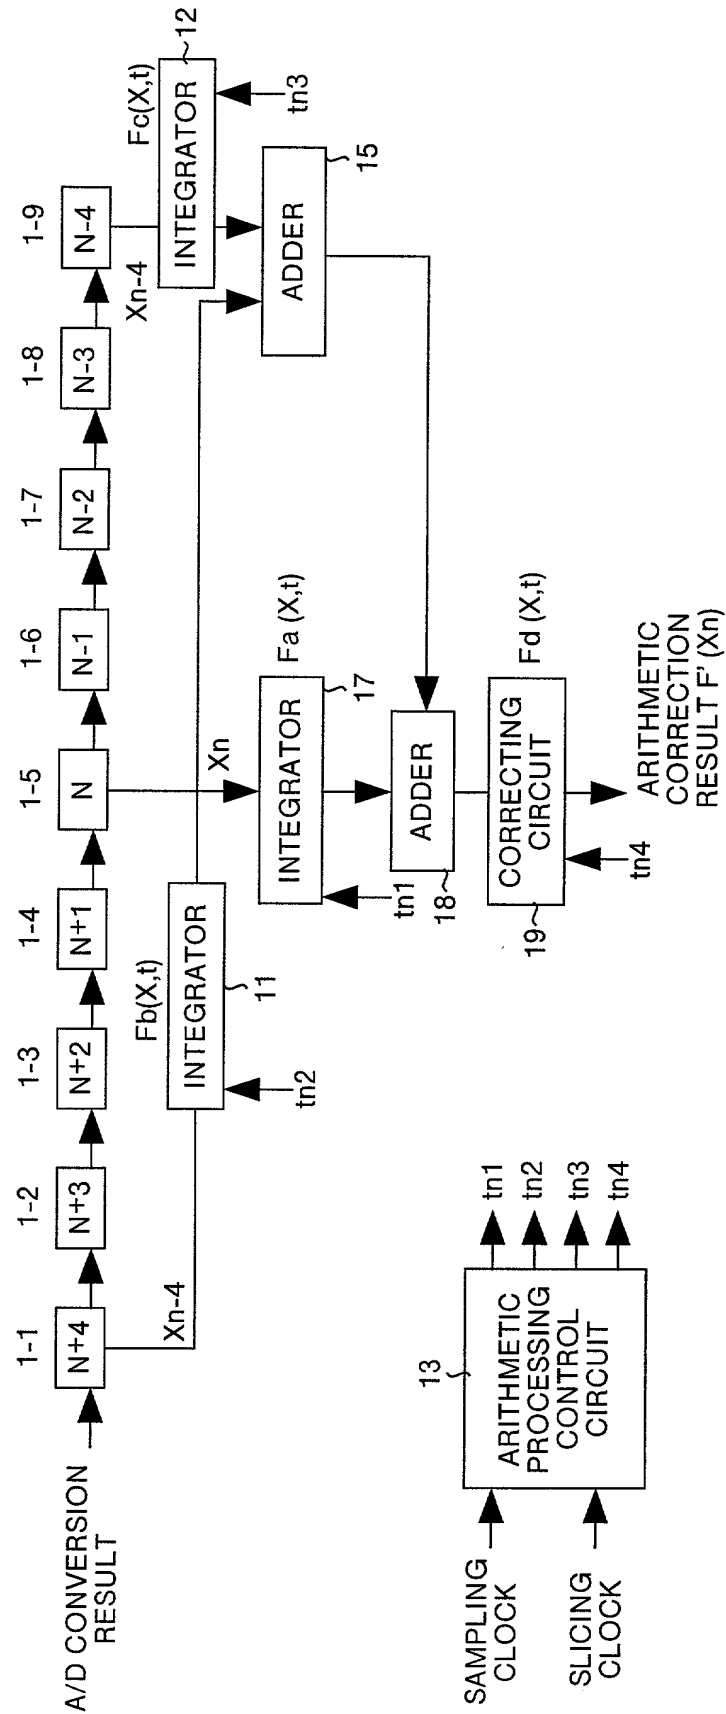 1-1
1-2
1-3
1-4
1-5
1-6
1-7
1-8
1-9
A/D CONVERSION
RESULT
N+4
N+3
N+2
N+1
N
N-1
N-2
N-3
N-4
Xn-4
Xn-4
Fb(X,t)
INTEGRATOR
11
tn2
Xn
Fc(X,t)
INTEGRATOR
12
tn3
ADDER
15
Fa (X,t)
INTEGRATOR
17
tn1
ADDER
18
Fd (X,t)
CORRECTING
CIRCUIT
19
tn4
ARITHMETIC
CORRECTION
RESULT F' (Xn)
13
SAMPLING
CLOCK
SLICING
CLOCK
ARITHMETIC
PROCESSING
CONTROL
CIRCUIT
tn1
tn2
tn3
tn4